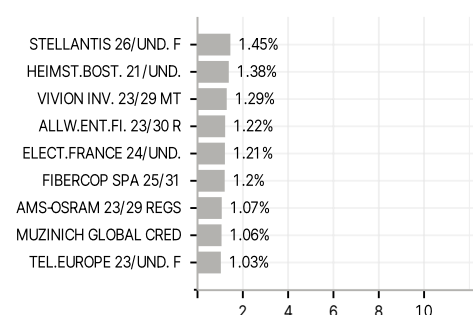 STELLANTIS 26/UND. F 1.45%
HEIMST.BOST. 21/UND. 1.38%
VIVION INV. 23/29 MT 1.29%
ALLW.ENT.FI. 23/30 R 1.22%
ELECT.FRANCE 24/UND. 1.21%
FIBERCOP SPA 25/31 1.2%
AMS-OSRAM 23/29 REGS 1.07%
MUZINICH GLOBAL CRED 1.06%
TEL.EUROPE 23/UND. F 1.03%
2 4 6 8 10